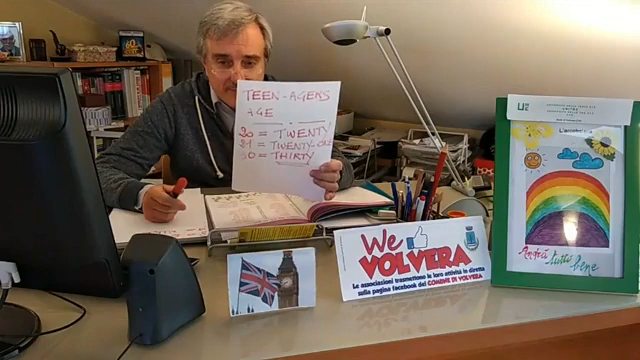 TEEN-AGERS
AGE
20 = TWENTY
21 = TWENTY-ONE
30 = THIRTY
We
VOLVERA
Le associazioni trasmettono le loro attività in diretta
sulla pagina facebook del COMUNE DI VOLVERA
Andrà tutto bene